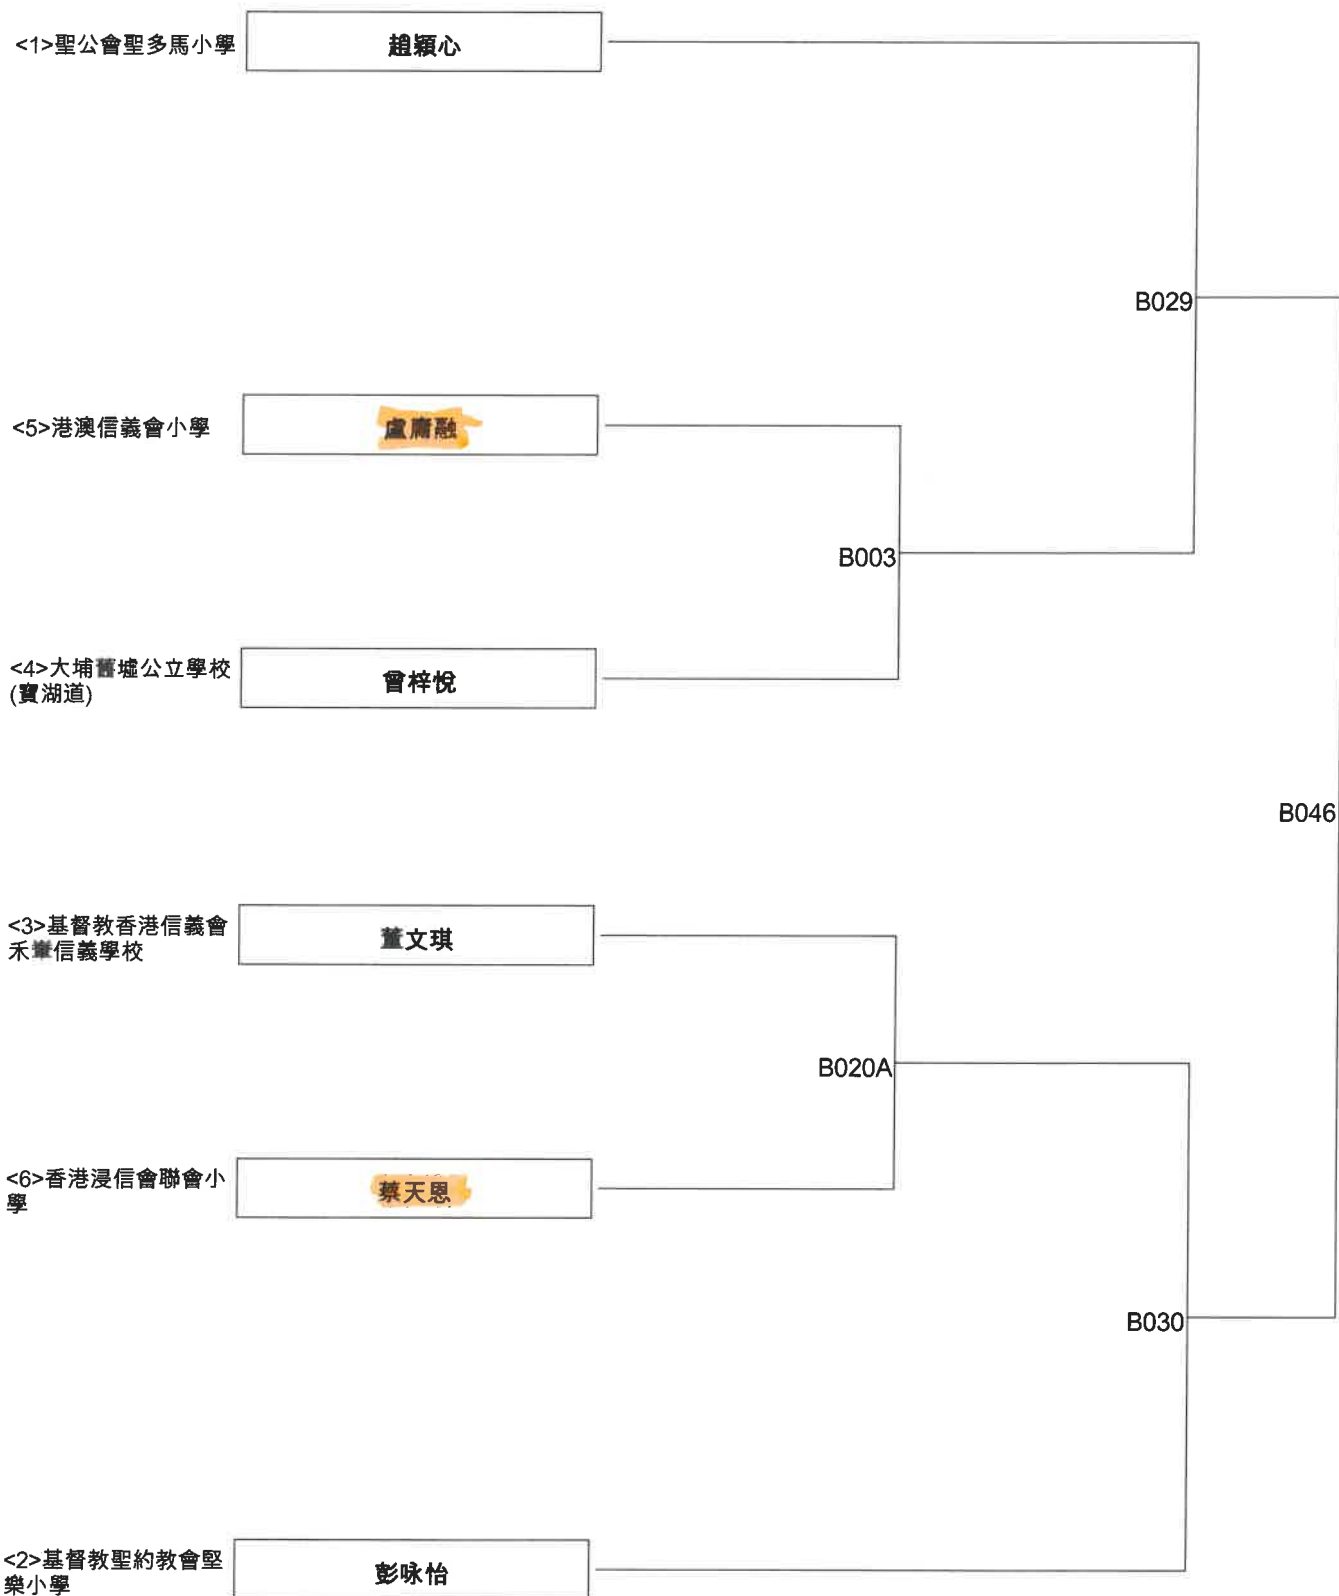 <1>聖公會聖多馬小學
趙穎心
B029
<5>港澳信義會小學
盧庸融
B003
<4>大埔舊墟公立學校
(寶湖道)
曾梓悅
B046
<3>基督教香港信義會
禾輋信義學校
董文琪
B020A
<6>香港浸信會聯會小
學
蔡天恩
B030
<2>基督教聖約教會堅
樂小學
彭咏怡